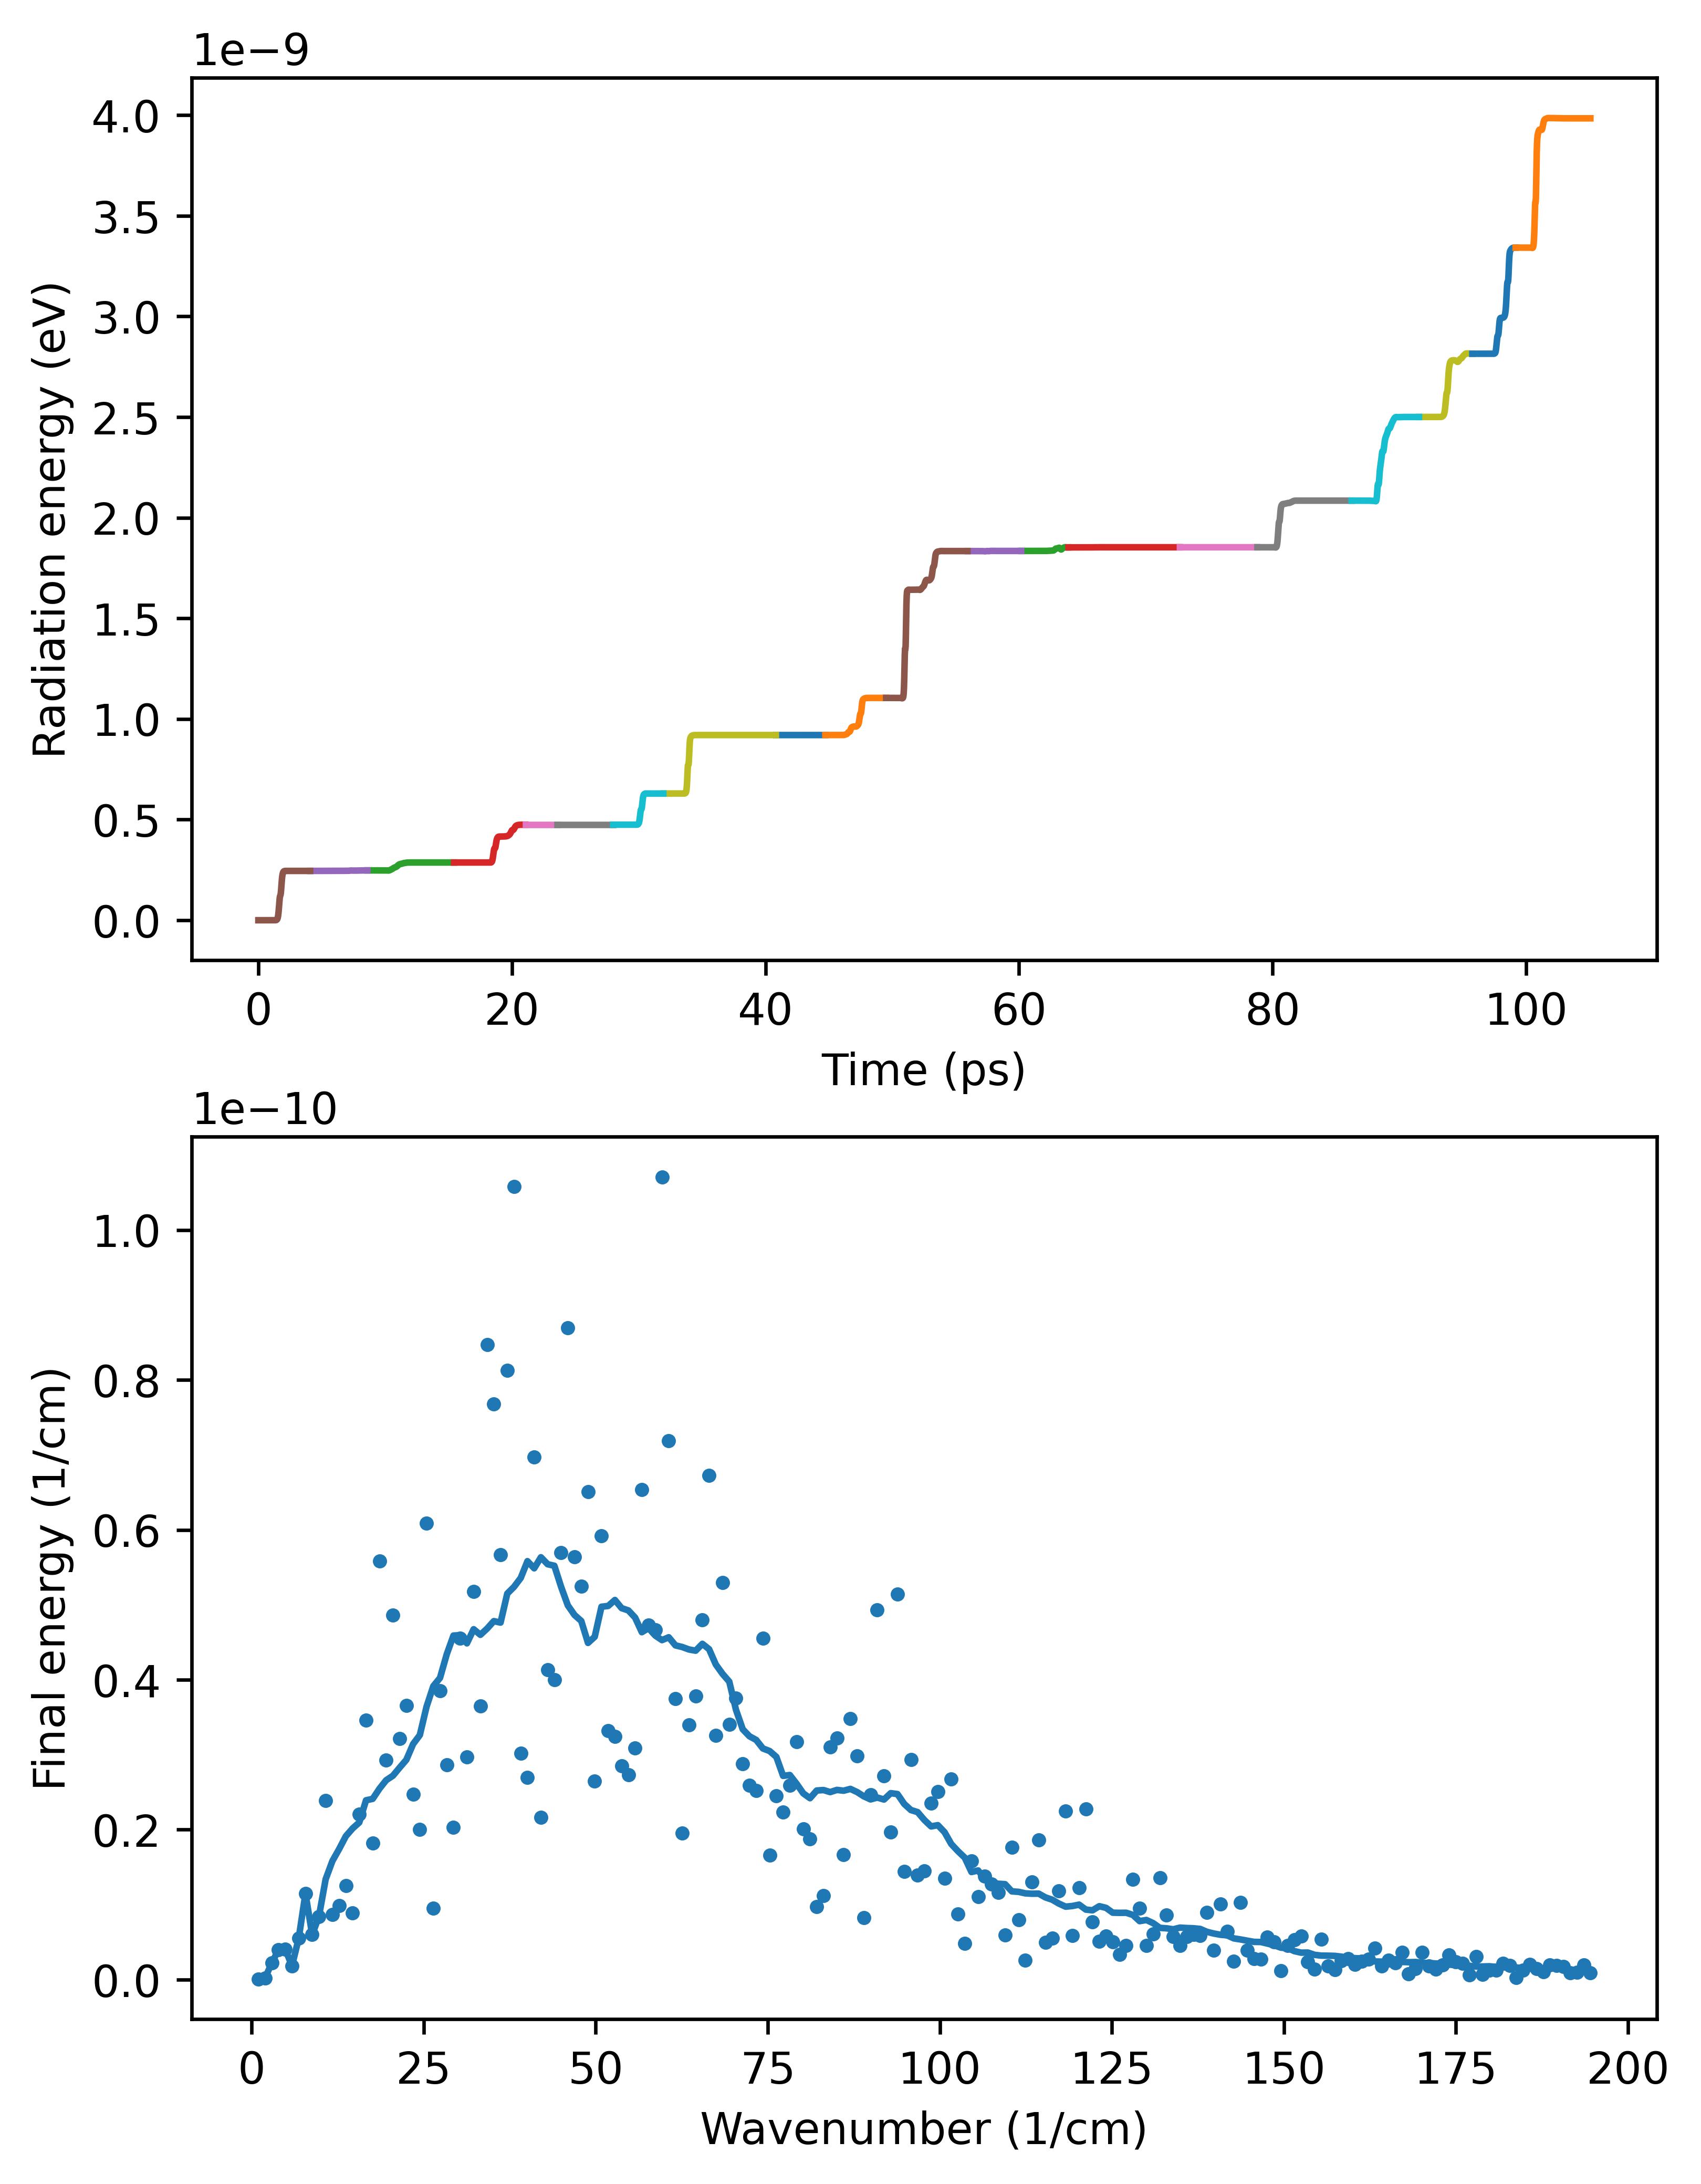 1e−9
4.0
3.5
3.0
2.5
2.0
1.5
1.0
0.5
0.0
Radiation energy (eV)
0 20 40 60 80 100
Time (ps)
1e−10
1.0
0.8
0.6
0.4
0.2
0.0
Final energy (1/cm)
0 25 50 75 100 125 150 175 200
Wavenumber (1/cm)